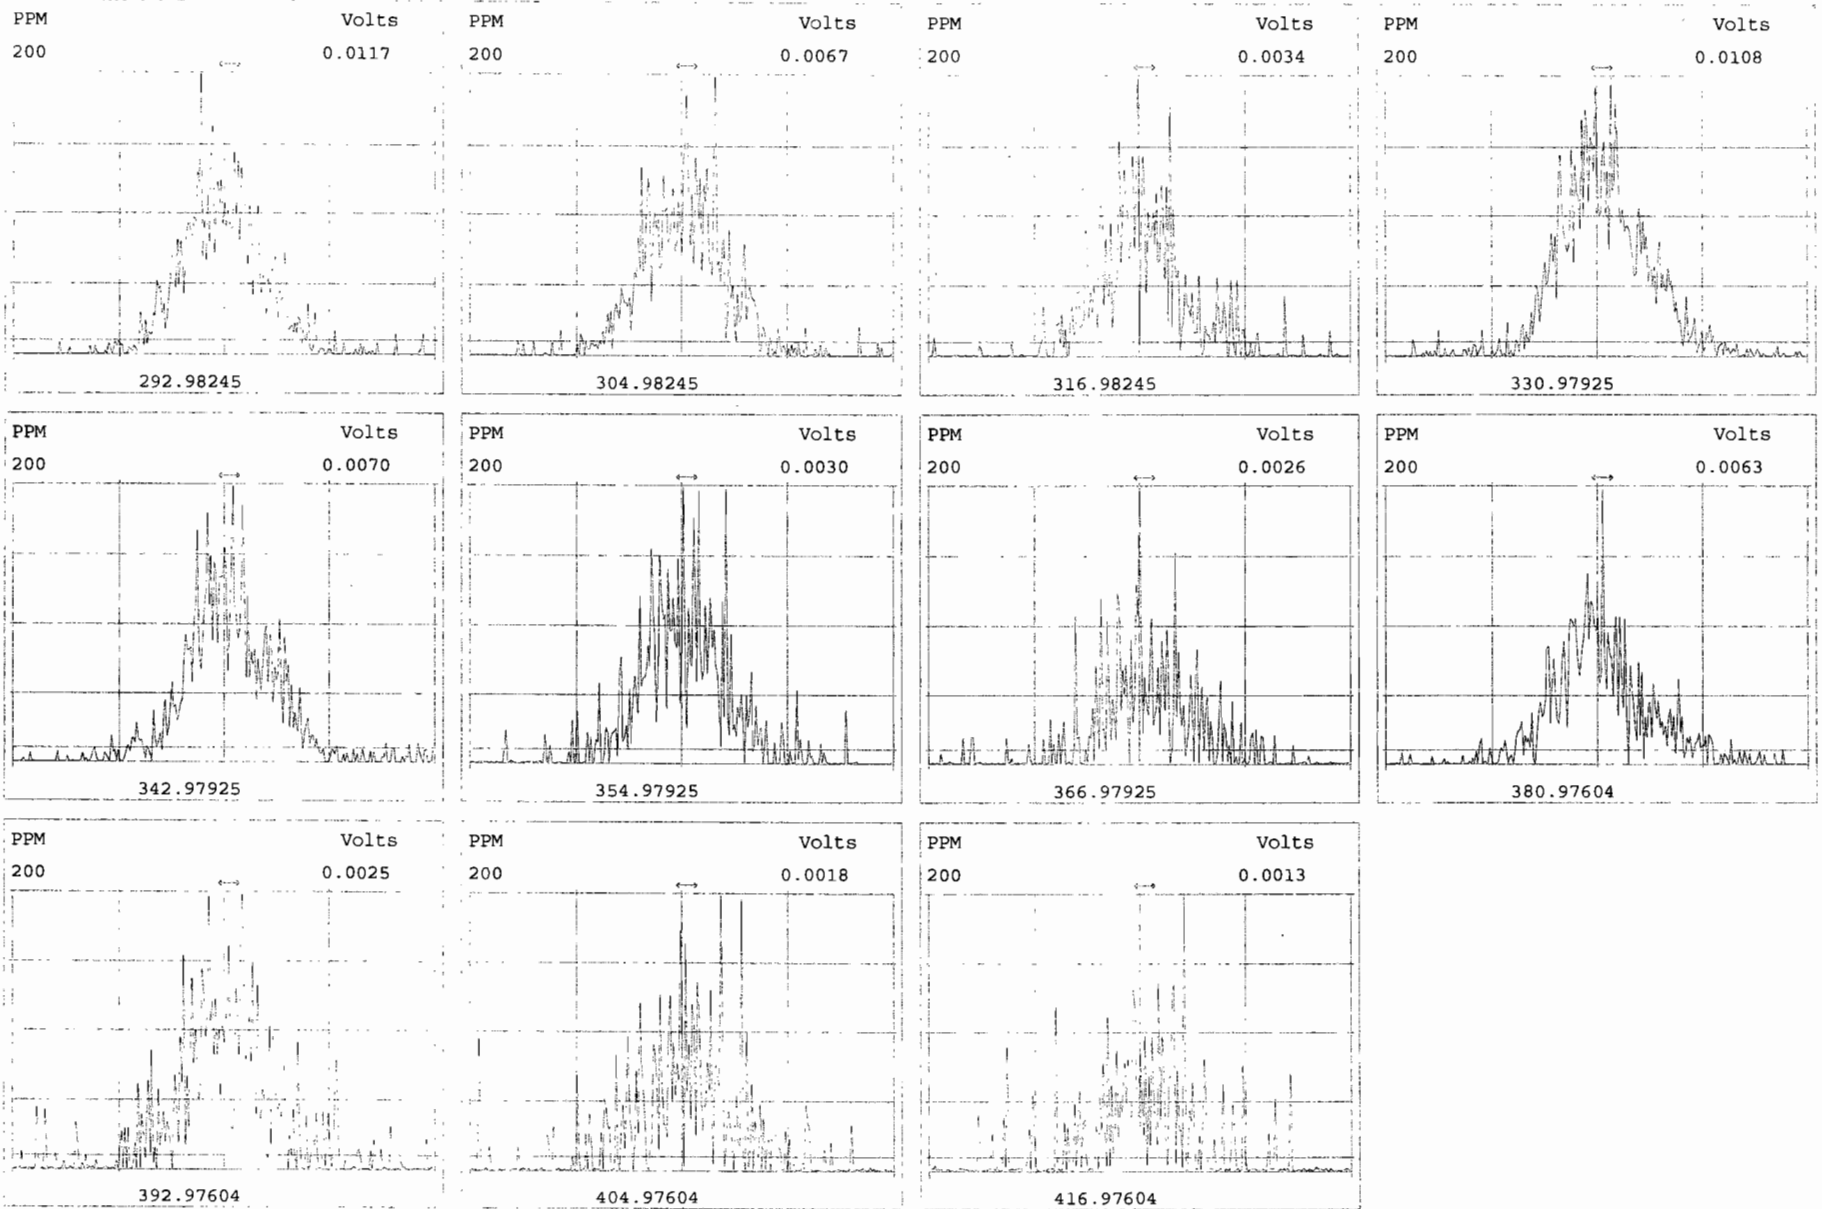 PPM Volts
200 0.0117
292.98245
PPM Volts
200 0.0067
304.98245
PPM Volts
200 0.0034
316.98245
PPM Volts
200 0.0108
330.97925
PPM Volts
200 0.0070
342.97925
PPM Volts
200 0.0030
354.97925
PPM Volts
200 0.0026
366.97925
PPM Volts
200 0.0063
380.97604
PPM Volts
200 0.0025
392.97604
PPM Volts
200 0.0018
404.97604
PPM Volts
200 0.0013
416.97604